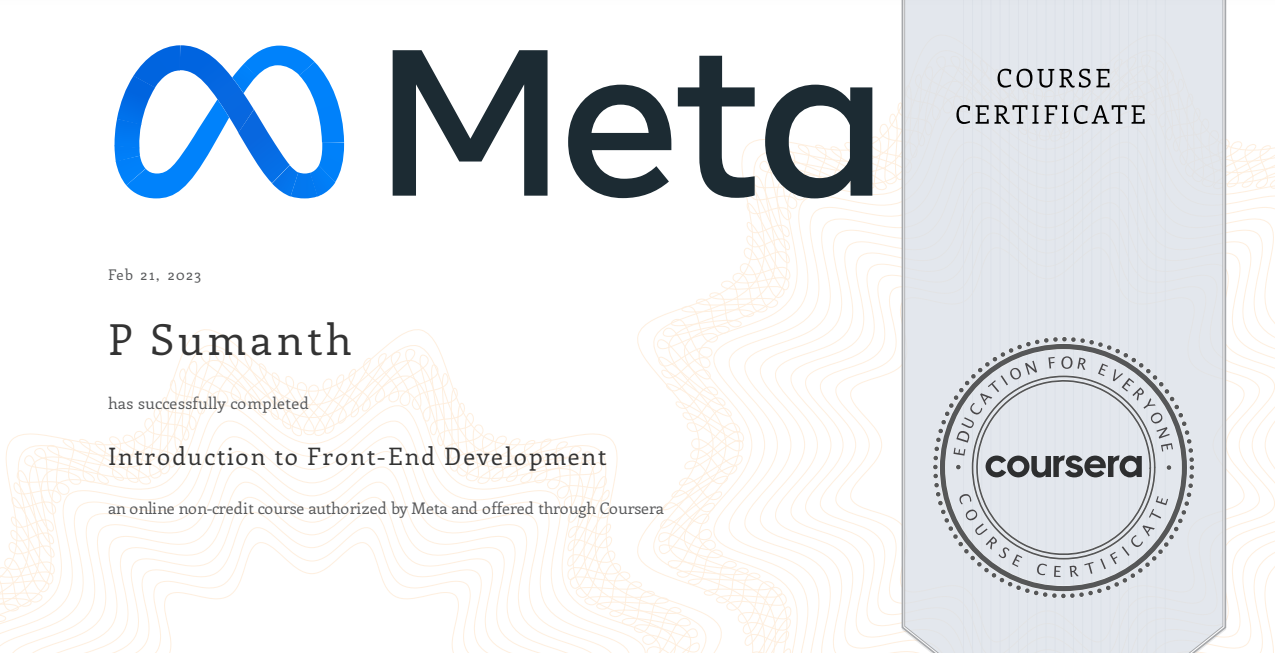 Meta
COURSE
CERTIFICATE
Feb 21, 2023
P Sumanth
has successfully completed
Introduction to Front-End Development
an online non-credit course authorized by Meta and offered through Coursera
EDUCATION FOR EVERYONE
coursera
COURSE CERTIFICATE